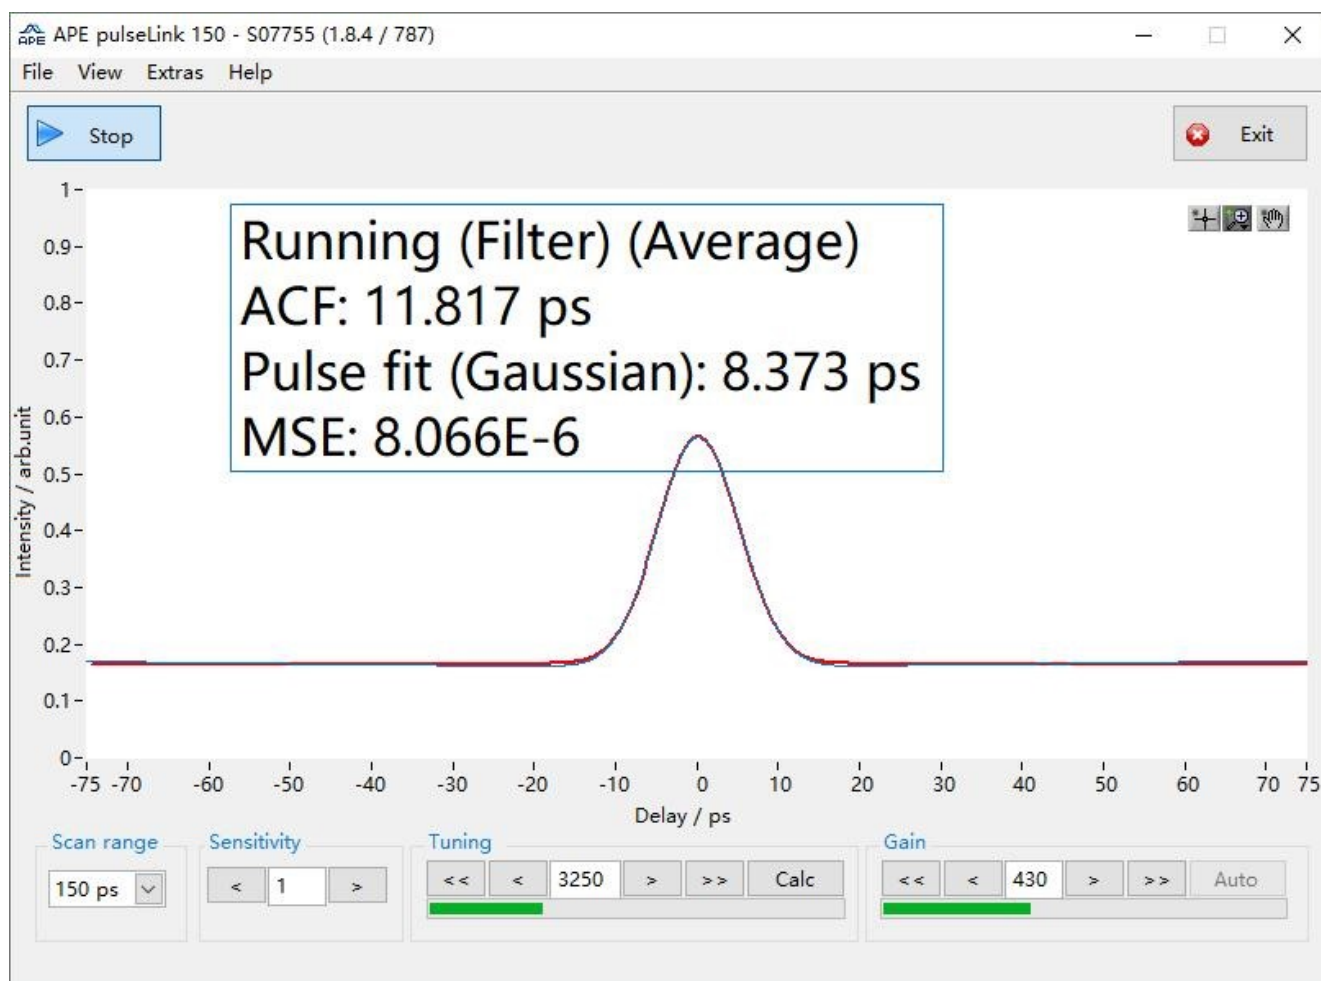 APE pulseLink 150 - S07755 (1.8.4 / 787)
File View Extras Help
Stop
Exit
Running (Filter) (Average)
ACF: 11.817 ps
Pulse fit (Gaussian): 8.373 ps
MSE: 8.066E-6
Intensity / arb.unit
1
0.9
0.8
0.7
0.6
0.5
0.4
0.3
0.2
0.1
0
-75 -70 -60 -50 -40 -30 -20 -10 0 10 20 30 40 50 60 70 75
Delay / ps
Scan range Sensitivity Tuning Gain
150 ps < 1 > << < 3250 > >> Calc << < 430 > >> Auto